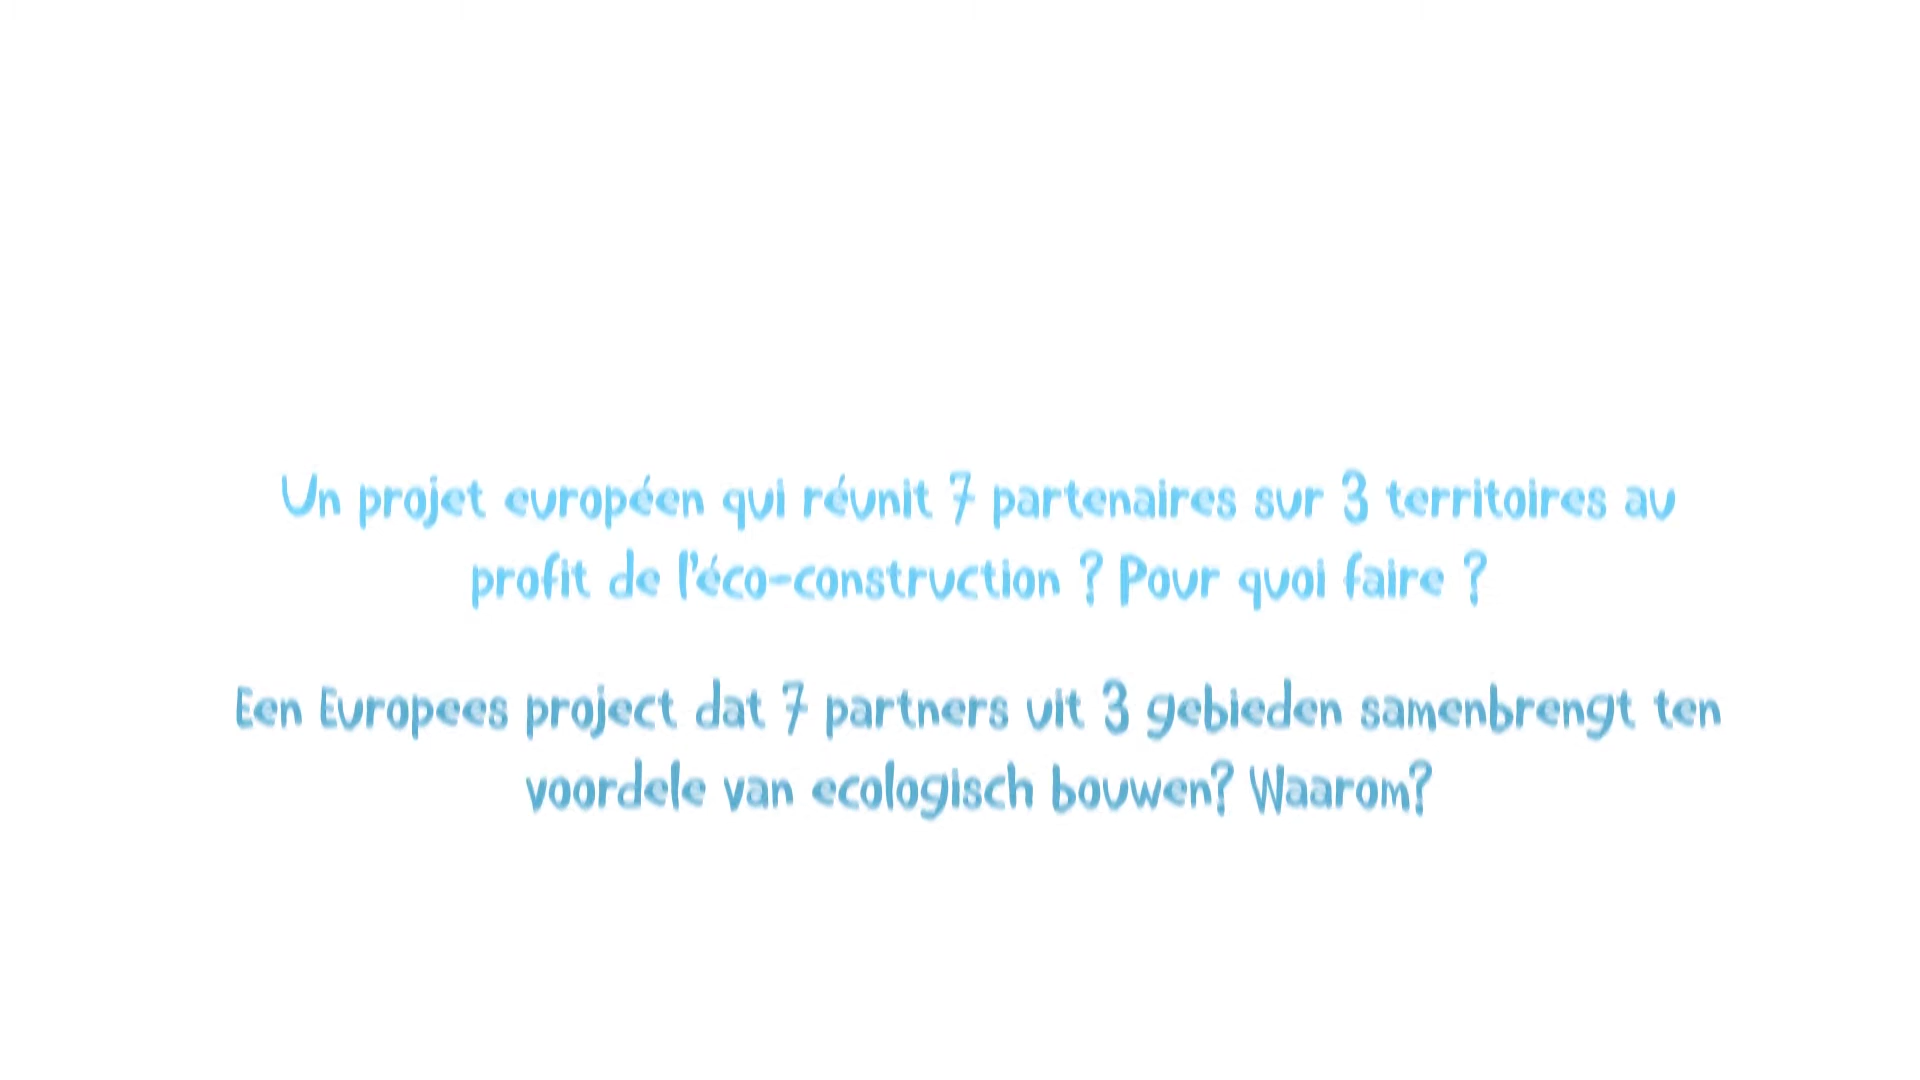 Un projet européen qui réunit 7 partenaires sur 3 territoires au
profit de l'éco-construction ? Pour quoi faire ?
Een Europees project dat 7 partners uit 3 gebieden samenbrengt ten
voordele van ecologisch bouwen? Waarom?